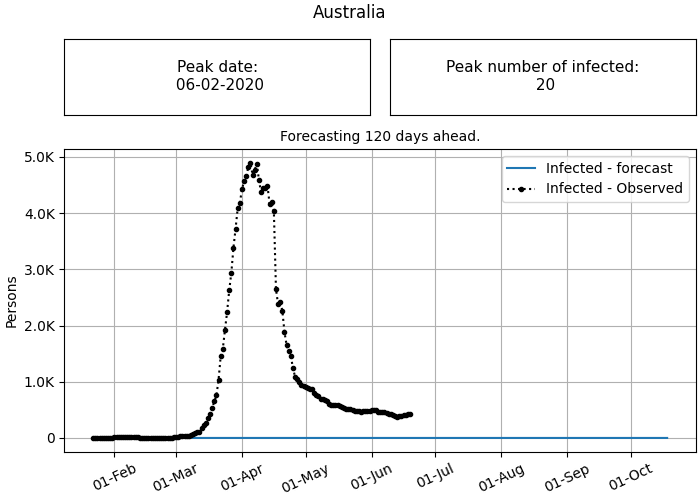 Australia
Peak date:
06-02-2020
Peak number of infected:
20
Forecasting 120 days ahead.
5.0K
4.0K
3.0K
2.0K
1.0K
0
Persons
Infected - forecast
Infected - Observed
01-Feb
01-Mar
01-Apr
01-May
01-Jun
01-Jul
01-Aug
01-Sep
01-Oct